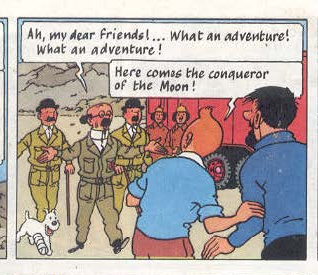 Ah, my dear friends!... What an adventure!
What an adventure!
Here comes the conqueror
of the Moon!